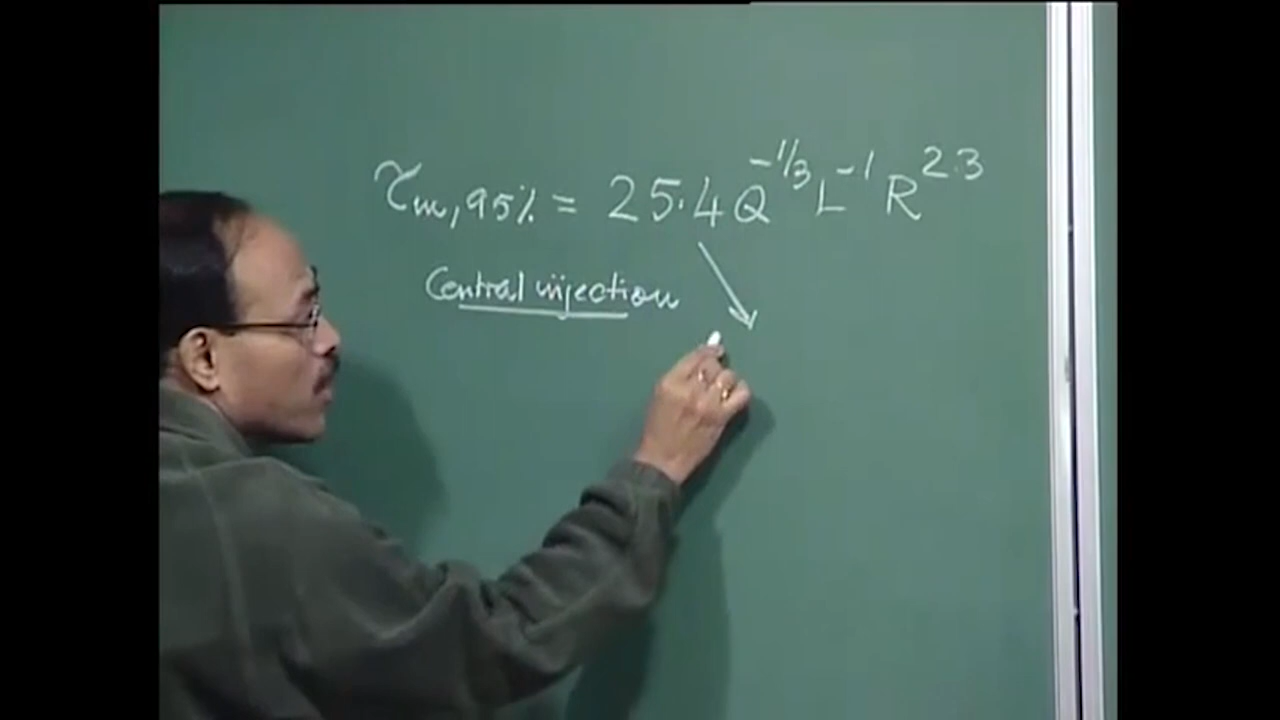 τm,95% = 25.4 Q^-1/3 L^-1 R^2.3
Central injection